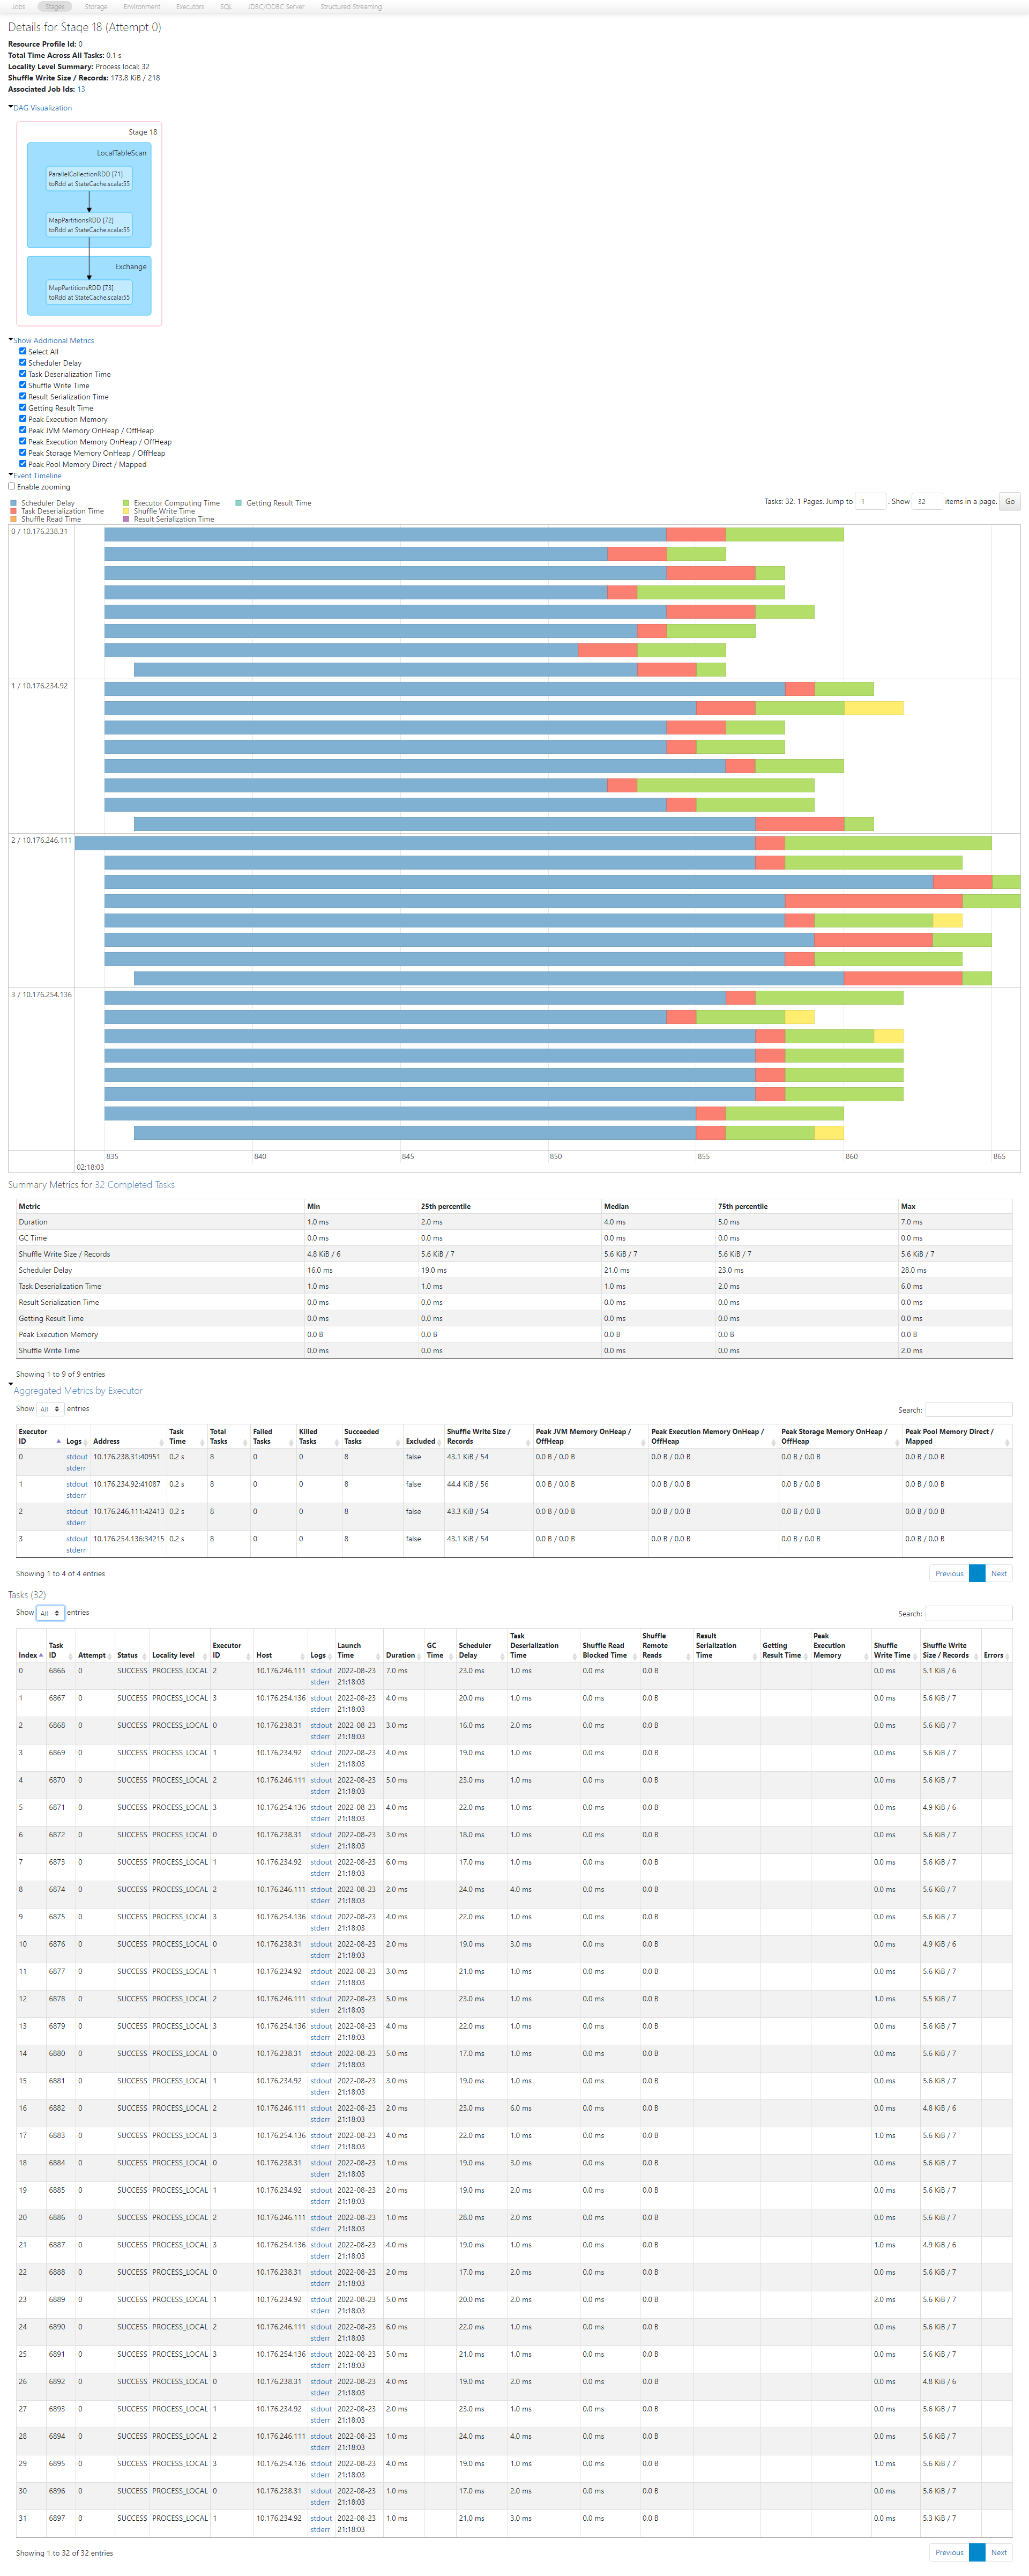 Jobs Stages Storage Environment Executors SQL JDBC/ODBC Server Structured Streaming
Details for Stage 18 (Attempt 0)
Resource Profile Id: 0
Total Time Across All Tasks: 0.1 s
Locality Level Summary: Process local: 32
Shuffle Write Size / Records: 173.8 KiB / 218
Associated Job Ids: 13
DAG Visualization
Stage 18
LocalTableScan
ParallelCollectionRDD [71]
toRdd at StateCache.scala:55
MapPartitionsRDD [72]
toRdd at StateCache.scala:55
Exchange
MapPartitionsRDD [73]
toRdd at StateCache.scala:55
Show Additional Metrics
Select All
Scheduler Delay
Task Deserialization Time
Shuffle Write Time
Result Serialization Time
Getting Result Time
Peak Execution Memory
Peak JVM Memory OnHeap / OffHeap
Peak Execution Memory OnHeap / OffHeap
Peak Storage Memory OnHeap / OffHeap
Peak Pool Memory Direct / Mapped
Event Timeline
Enable zooming
Scheduler Delay Executor Computing Time Getting Result Time
Task Deserialization Time Shuffle Write Time
Shuffle Read Time Result Serialization Time
Tasks: 32. 1 Pages. Jump to 1 . Show 32 items in a page. Go
0 / 10.176.238.31
1 / 10.176.234.92
2 / 10.176.246.111
3 / 10.176.254.136
835 840 845 850 855 860 865
02:18:03
Summary Metrics for 32 Completed Tasks
Metric Min 25th percentile Median 75th percentile Max
Duration 1.0 ms 2.0 ms 4.0 ms 5.0 ms 7.0 ms
GC Time 0.0 ms 0.0 ms 0.0 ms 0.0 ms 0.0 ms
Shuffle Write Size / Records 4.8 KiB / 6 5.6 KiB / 7 5.6 KiB / 7 5.6 KiB / 7 5.6 KiB / 7
Scheduler Delay 16.0 ms 19.0 ms 21.0 ms 23.0 ms 28.0 ms
Task Deserialization Time 1.0 ms 1.0 ms 1.0 ms 2.0 ms 6.0 ms
Result Serialization Time 0.0 ms 0.0 ms 0.0 ms 0.0 ms 0.0 ms
Getting Result Time 0.0 ms 0.0 ms 0.0 ms 0.0 ms 0.0 ms
Peak Execution Memory 0.0 B 0.0 B 0.0 B 0.0 B 0.0 B
Shuffle Write Time 0.0 ms 0.0 ms 0.0 ms 0.0 ms 2.0 ms
Showing 1 to 9 of 9 entries
Aggregated Metrics by Executor
Show All entries Search:
Executor ID Logs Address Task Time Total Tasks Failed Tasks Killed Tasks Succeeded Tasks Excluded Shuffle Write Size / Records Peak JVM Memory OnHeap / OffHeap Peak Execution Memory OnHeap / OffHeap Peak Storage Memory OnHeap / OffHeap Peak Pool Memory Direct / Mapped
0 stdout stderr 10.176.238.31:40951 0.2 s 8 0 0 8 false 43.1 KiB / 54 0.0 B / 0.0 B 0.0 B / 0.0 B 0.0 B / 0.0 B 0.0 B / 0.0 B
1 stdout stderr 10.176.234.92:41087 0.2 s 8 0 0 8 false 44.4 KiB / 56 0.0 B / 0.0 B 0.0 B / 0.0 B 0.0 B / 0.0 B 0.0 B / 0.0 B
2 stdout stderr 10.176.246.111:42413 0.2 s 8 0 0 8 false 43.3 KiB / 54 0.0 B / 0.0 B 0.0 B / 0.0 B 0.0 B / 0.0 B 0.0 B / 0.0 B
3 stdout stderr 10.176.254.136:34215 0.2 s 8 0 0 8 false 43.1 KiB / 54 0.0 B / 0.0 B 0.0 B / 0.0 B 0.0 B / 0.0 B 0.0 B / 0.0 B
Showing 1 to 4 of 4 entries Previous Next
Tasks (32)
Show All entries Search:
Index Task ID Attempt Status Locality level Executor ID Host Logs Launch Time Duration GC Time Scheduler Delay Task Deserialization Time Shuffle Read Blocked Time Shuffle Remote Reads Result Serialization Time Getting Result Time Peak Execution Memory Shuffle Write Time Shuffle Write Size / Records Errors
0 6866 0 SUCCESS PROCESS_LOCAL 2 10.176.246.111 stdout stderr 2022-08-23 21:18:03 7.0 ms 23.0 ms 1.0 ms 0.0 ms 0.0 B 0.0 ms 5.1 KiB / 6
1 6867 0 SUCCESS PROCESS_LOCAL 3 10.176.254.136 stdout stderr 2022-08-23 21:18:03 4.0 ms 20.0 ms 1.0 ms 0.0 ms 0.0 B 0.0 ms 5.6 KiB / 7
2 6868 0 SUCCESS PROCESS_LOCAL 0 10.176.238.31 stdout stderr 2022-08-23 21:18:03 3.0 ms 16.0 ms 2.0 ms 0.0 ms 0.0 B 0.0 ms 5.6 KiB / 7
3 6869 0 SUCCESS PROCESS_LOCAL 1 10.176.234.92 stdout stderr 2022-08-23 21:18:03 4.0 ms 19.0 ms 1.0 ms 0.0 ms 0.0 B 0.0 ms 5.6 KiB / 7
4 6870 0 SUCCESS PROCESS_LOCAL 2 10.176.246.111 stdout stderr 2022-08-23 21:18:03 5.0 ms 23.0 ms 1.0 ms 0.0 ms 0.0 B 0.0 ms 5.6 KiB / 7
5 6871 0 SUCCESS PROCESS_LOCAL 3 10.176.254.136 stdout stderr 2022-08-23 21:18:03 4.0 ms 22.0 ms 1.0 ms 0.0 ms 0.0 B 0.0 ms 4.9 KiB / 6
6 6872 0 SUCCESS PROCESS_LOCAL 0 10.176.238.31 stdout stderr 2022-08-23 21:18:03 3.0 ms 18.0 ms 1.0 ms 0.0 ms 0.0 B 0.0 ms 5.6 KiB / 7
7 6873 0 SUCCESS PROCESS_LOCAL 1 10.176.234.92 stdout stderr 2022-08-23 21:18:03 6.0 ms 17.0 ms 1.0 ms 0.0 ms 0.0 B 0.0 ms 5.6 KiB / 7
8 6874 0 SUCCESS PROCESS_LOCAL 2 10.176.246.111 stdout stderr 2022-08-23 21:18:03 2.0 ms 24.0 ms 4.0 ms 0.0 ms 0.0 B 0.0 ms 5.6 KiB / 7
9 6875 0 SUCCESS PROCESS_LOCAL 3 10.176.254.136 stdout stderr 2022-08-23 21:18:03 4.0 ms 22.0 ms 1.0 ms 0.0 ms 0.0 B 0.0 ms 5.6 KiB / 7
10 6876 0 SUCCESS PROCESS_LOCAL 0 10.176.238.31 stdout stderr 2022-08-23 21:18:03 2.0 ms 19.0 ms 3.0 ms 0.0 ms 0.0 B 0.0 ms 4.9 KiB / 6
11 6877 0 SUCCESS PROCESS_LOCAL 1 10.176.234.92 stdout stderr 2022-08-23 21:18:03 3.0 ms 21.0 ms 1.0 ms 0.0 ms 0.0 B 0.0 ms 5.6 KiB / 7
12 6878 0 SUCCESS PROCESS_LOCAL 2 10.176.246.111 stdout stderr 2022-08-23 21:18:03 5.0 ms 23.0 ms 1.0 ms 0.0 ms 0.0 B 1.0 ms 5.5 KiB / 7
13 6879 0 SUCCESS PROCESS_LOCAL 3 10.176.254.136 stdout stderr 2022-08-23 21:18:03 4.0 ms 22.0 ms 1.0 ms 0.0 ms 0.0 B 0.0 ms 5.6 KiB / 7
14 6880 0 SUCCESS PROCESS_LOCAL 0 10.176.238.31 stdout stderr 2022-08-23 21:18:03 5.0 ms 17.0 ms 1.0 ms 0.0 ms 0.0 B 0.0 ms 5.6 KiB / 7
15 6881 0 SUCCESS PROCESS_LOCAL 1 10.176.234.92 stdout stderr 2022-08-23 21:18:03 3.0 ms 19.0 ms 1.0 ms 0.0 ms 0.0 B 0.0 ms 5.6 KiB / 7
16 6882 0 SUCCESS PROCESS_LOCAL 2 10.176.246.111 stdout stderr 2022-08-23 21:18:03 2.0 ms 23.0 ms 6.0 ms 0.0 ms 0.0 B 0.0 ms 4.8 KiB / 6
17 6883 0 SUCCESS PROCESS_LOCAL 3 10.176.254.136 stdout stderr 2022-08-23 21:18:03 4.0 ms 22.0 ms 1.0 ms 0.0 ms 0.0 B 1.0 ms 5.6 KiB / 7
18 6884 0 SUCCESS PROCESS_LOCAL 0 10.176.238.31 stdout stderr 2022-08-23 21:18:03 1.0 ms 19.0 ms 3.0 ms 0.0 ms 0.0 B 0.0 ms 5.6 KiB / 7
19 6885 0 SUCCESS PROCESS_LOCAL 1 10.176.234.92 stdout stderr 2022-08-23 21:18:03 2.0 ms 19.0 ms 2.0 ms 0.0 ms 0.0 B 0.0 ms 5.6 KiB / 7
20 6886 0 SUCCESS PROCESS_LOCAL 2 10.176.246.111 stdout stderr 2022-08-23 21:18:03 1.0 ms 28.0 ms 2.0 ms 0.0 ms 0.0 B 0.0 ms 5.6 KiB / 7
21 6887 0 SUCCESS PROCESS_LOCAL 3 10.176.254.136 stdout stderr 2022-08-23 21:18:03 4.0 ms 19.0 ms 1.0 ms 0.0 ms 0.0 B 1.0 ms 4.9 KiB / 6
22 6888 0 SUCCESS PROCESS_LOCAL 0 10.176.238.31 stdout stderr 2022-08-23 21:18:03 2.0 ms 17.0 ms 2.0 ms 0.0 ms 0.0 B 0.0 ms 5.6 KiB / 7
23 6889 0 SUCCESS PROCESS_LOCAL 1 10.176.234.92 stdout stderr 2022-08-23 21:18:03 5.0 ms 20.0 ms 2.0 ms 0.0 ms 0.0 B 2.0 ms 5.6 KiB / 7
24 6890 0 SUCCESS PROCESS_LOCAL 2 10.176.246.111 stdout stderr 2022-08-23 21:18:03 6.0 ms 22.0 ms 1.0 ms 0.0 ms 0.0 B 0.0 ms 5.6 KiB / 7
25 6891 0 SUCCESS PROCESS_LOCAL 3 10.176.254.136 stdout stderr 2022-08-23 21:18:03 5.0 ms 21.0 ms 1.0 ms 0.0 ms 0.0 B 0.0 ms 5.6 KiB / 7
26 6892 0 SUCCESS PROCESS_LOCAL 0 10.176.238.31 stdout stderr 2022-08-23 21:18:03 4.0 ms 19.0 ms 2.0 ms 0.0 ms 0.0 B 0.0 ms 4.8 KiB / 6
27 6893 0 SUCCESS PROCESS_LOCAL 1 10.176.234.92 stdout stderr 2022-08-23 21:18:03 2.0 ms 23.0 ms 1.0 ms 0.0 ms 0.0 B 0.0 ms 5.6 KiB / 7
28 6894 0 SUCCESS PROCESS_LOCAL 2 10.176.246.111 stdout stderr 2022-08-23 21:18:03 1.0 ms 24.0 ms 4.0 ms 0.0 ms 0.0 B 0.0 ms 5.6 KiB / 7
29 6895 0 SUCCESS PROCESS_LOCAL 3 10.176.254.136 stdout stderr 2022-08-23 21:18:03 4.0 ms 19.0 ms 1.0 ms 0.0 ms 0.0 B 1.0 ms 5.6 KiB / 7
30 6896 0 SUCCESS PROCESS_LOCAL 0 10.176.238.31 stdout stderr 2022-08-23 21:18:03 1.0 ms 17.0 ms 2.0 ms 0.0 ms 0.0 B 0.0 ms 5.6 KiB / 7
31 6897 0 SUCCESS PROCESS_LOCAL 1 10.176.234.92 stdout stderr 2022-08-23 21:18:03 1.0 ms 21.0 ms 3.0 ms 0.0 ms 0.0 B 0.0 ms 5.3 KiB / 7
Showing 1 to 32 of 32 entries Previous Next